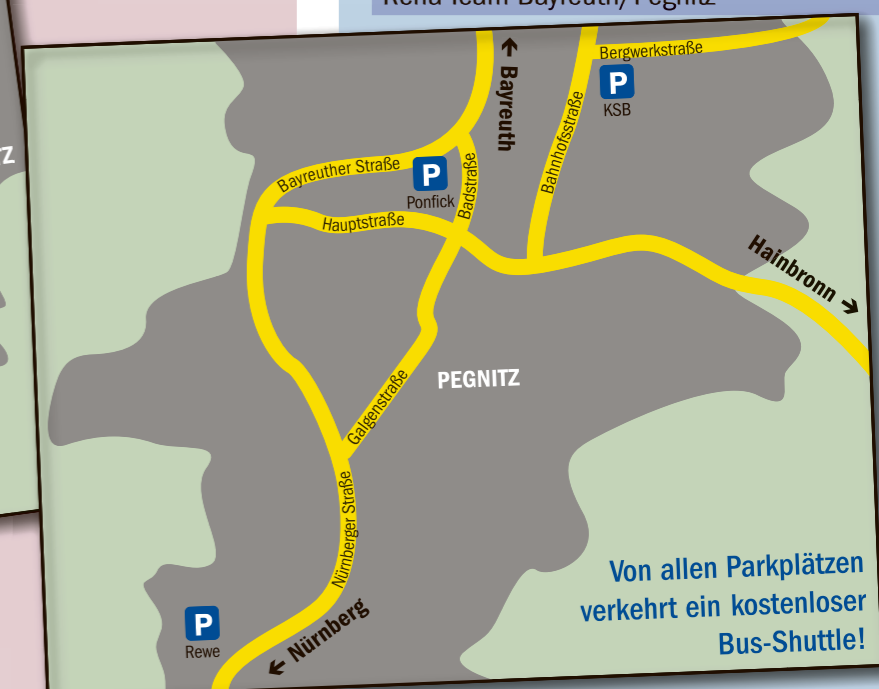 Rena Team Bayreuth/Pegnitz
Z
Bayreuth
Bergwerkstraße
P
KSB
Bahnhofsstraße
Bayreuther Straße
P
Ponfick
Badstraße
Hauptstraße
Hainbronn
PEGNITZ
Galgenstraße
Nürnberger Straße
P
Rewe
Nürnberg
Von allen Parkplätzen
verkehrt ein kostenloser
Bus-Shuttle!